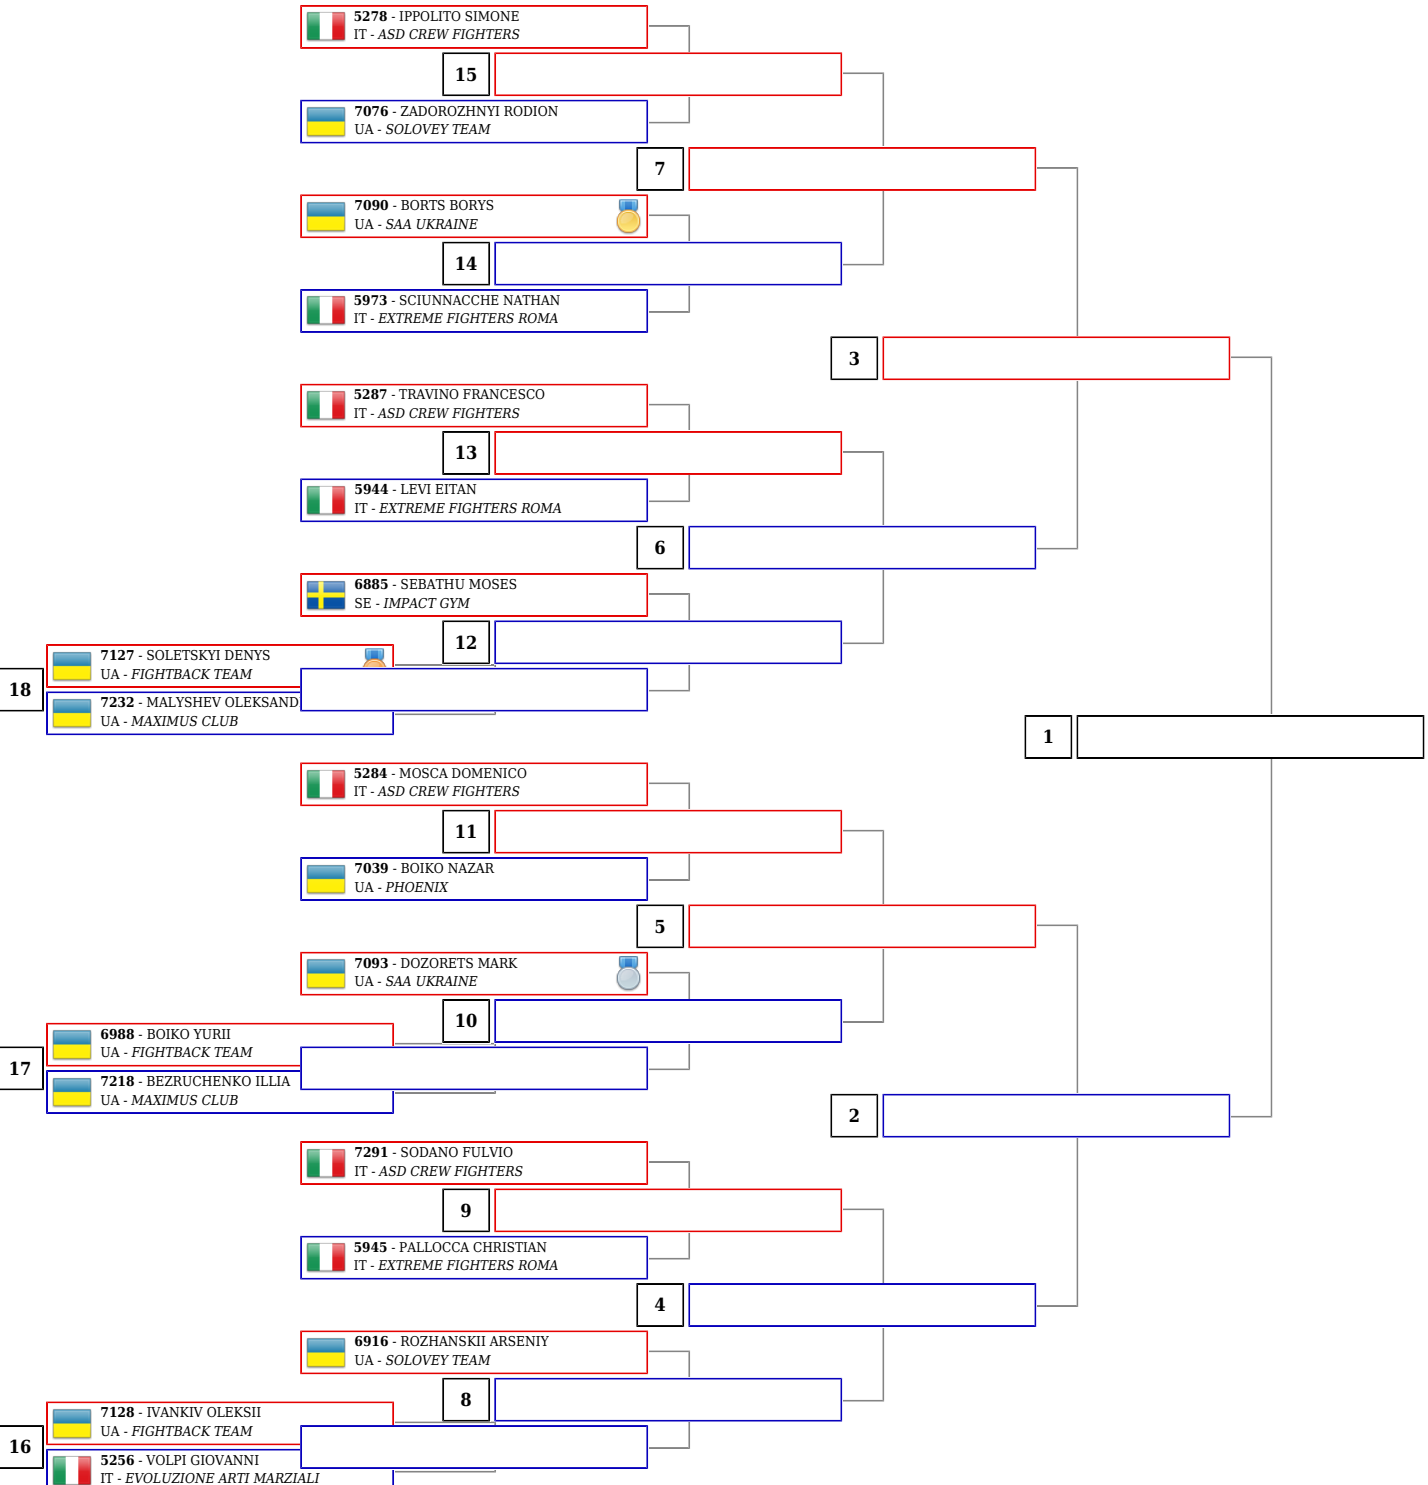 5278 - IPPOLITO SIMONE
IT - ASD CREW FIGHTERS
15
7076 - ZADOROZHNYI RODION
UA - SOLOVEY TEAM
7
7090 - BORTS BORYS
UA - SAA UKRAINE
14
5973 - SCIUNNACCHE NATHAN
IT - EXTREME FIGHTERS ROMA
3
5287 - TRAVINO FRANCESCO
IT - ASD CREW FIGHTERS
13
5944 - LEVI EITAN
IT - EXTREME FIGHTERS ROMA
6
6885 - SEBATHU MOSES
SE - IMPACT GYM
12
7127 - SOLETSKYI DENYS
UA - FIGHTBACK TEAM
18
7232 - MALYSHEV OLEKSAND
UA - MAXIMUS CLUB
1
5284 - MOSCA DOMENICO
IT - ASD CREW FIGHTERS
11
7039 - BOIKO NAZAR
UA - PHOENIX
5
7093 - DOZORETS MARK
UA - SAA UKRAINE
10
6988 - BOIKO YURII
UA - FIGHTBACK TEAM
17
7218 - BEZRUCHENKO ILLIA
UA - MAXIMUS CLUB
2
7291 - SODANO FULVIO
IT - ASD CREW FIGHTERS
9
5945 - PALLOCCA CHRISTIAN
IT - EXTREME FIGHTERS ROMA
4
6916 - ROZHANSKII ARSENIY
UA - SOLOVEY TEAM
8
7128 - IVANKIV OLEKSII
UA - FIGHTBACK TEAM
16
5256 - VOLPI GIOVANNI
IT - EVOLUZIONE ARTI MARZIALI